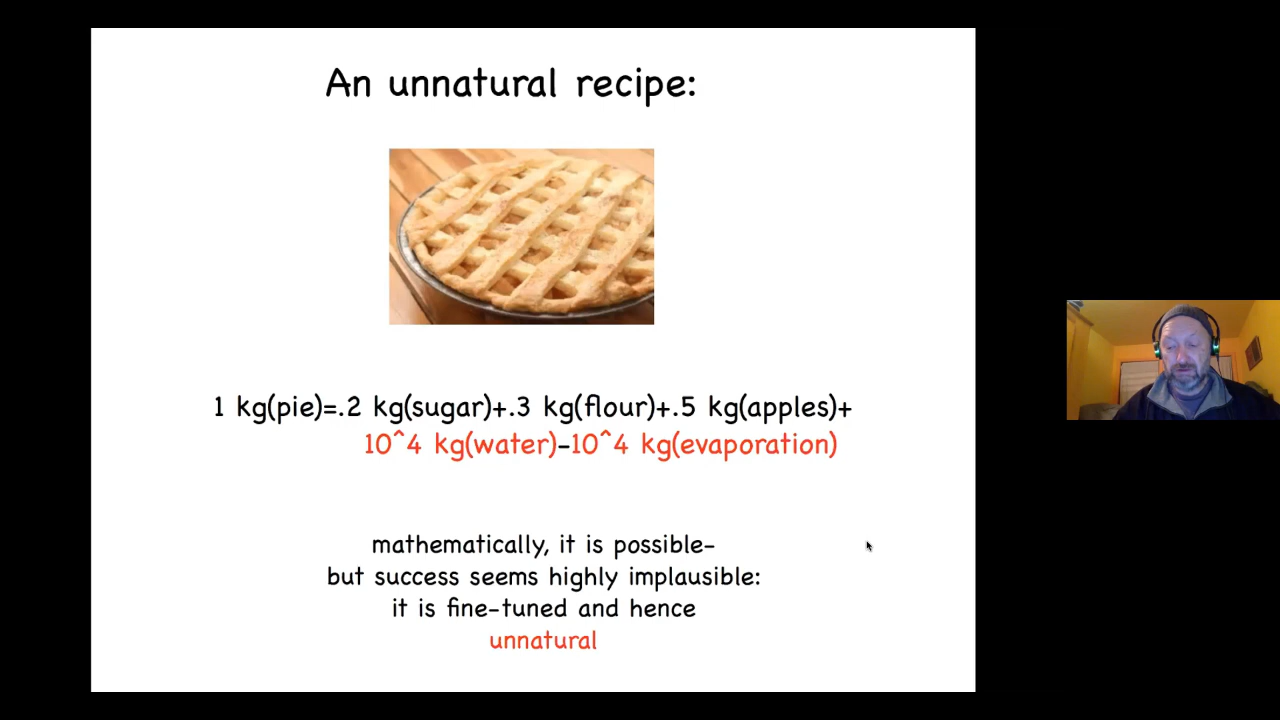 An unnatural recipe:
1 kg(pie)=.2 kg(sugar)+.3 kg(flour)+.5 kg(apples)+
10^4 kg(water)-10^4 kg(evaporation)
mathematically, it is possible-
but success seems highly implausible:
it is fine-tuned and hence
unnatural